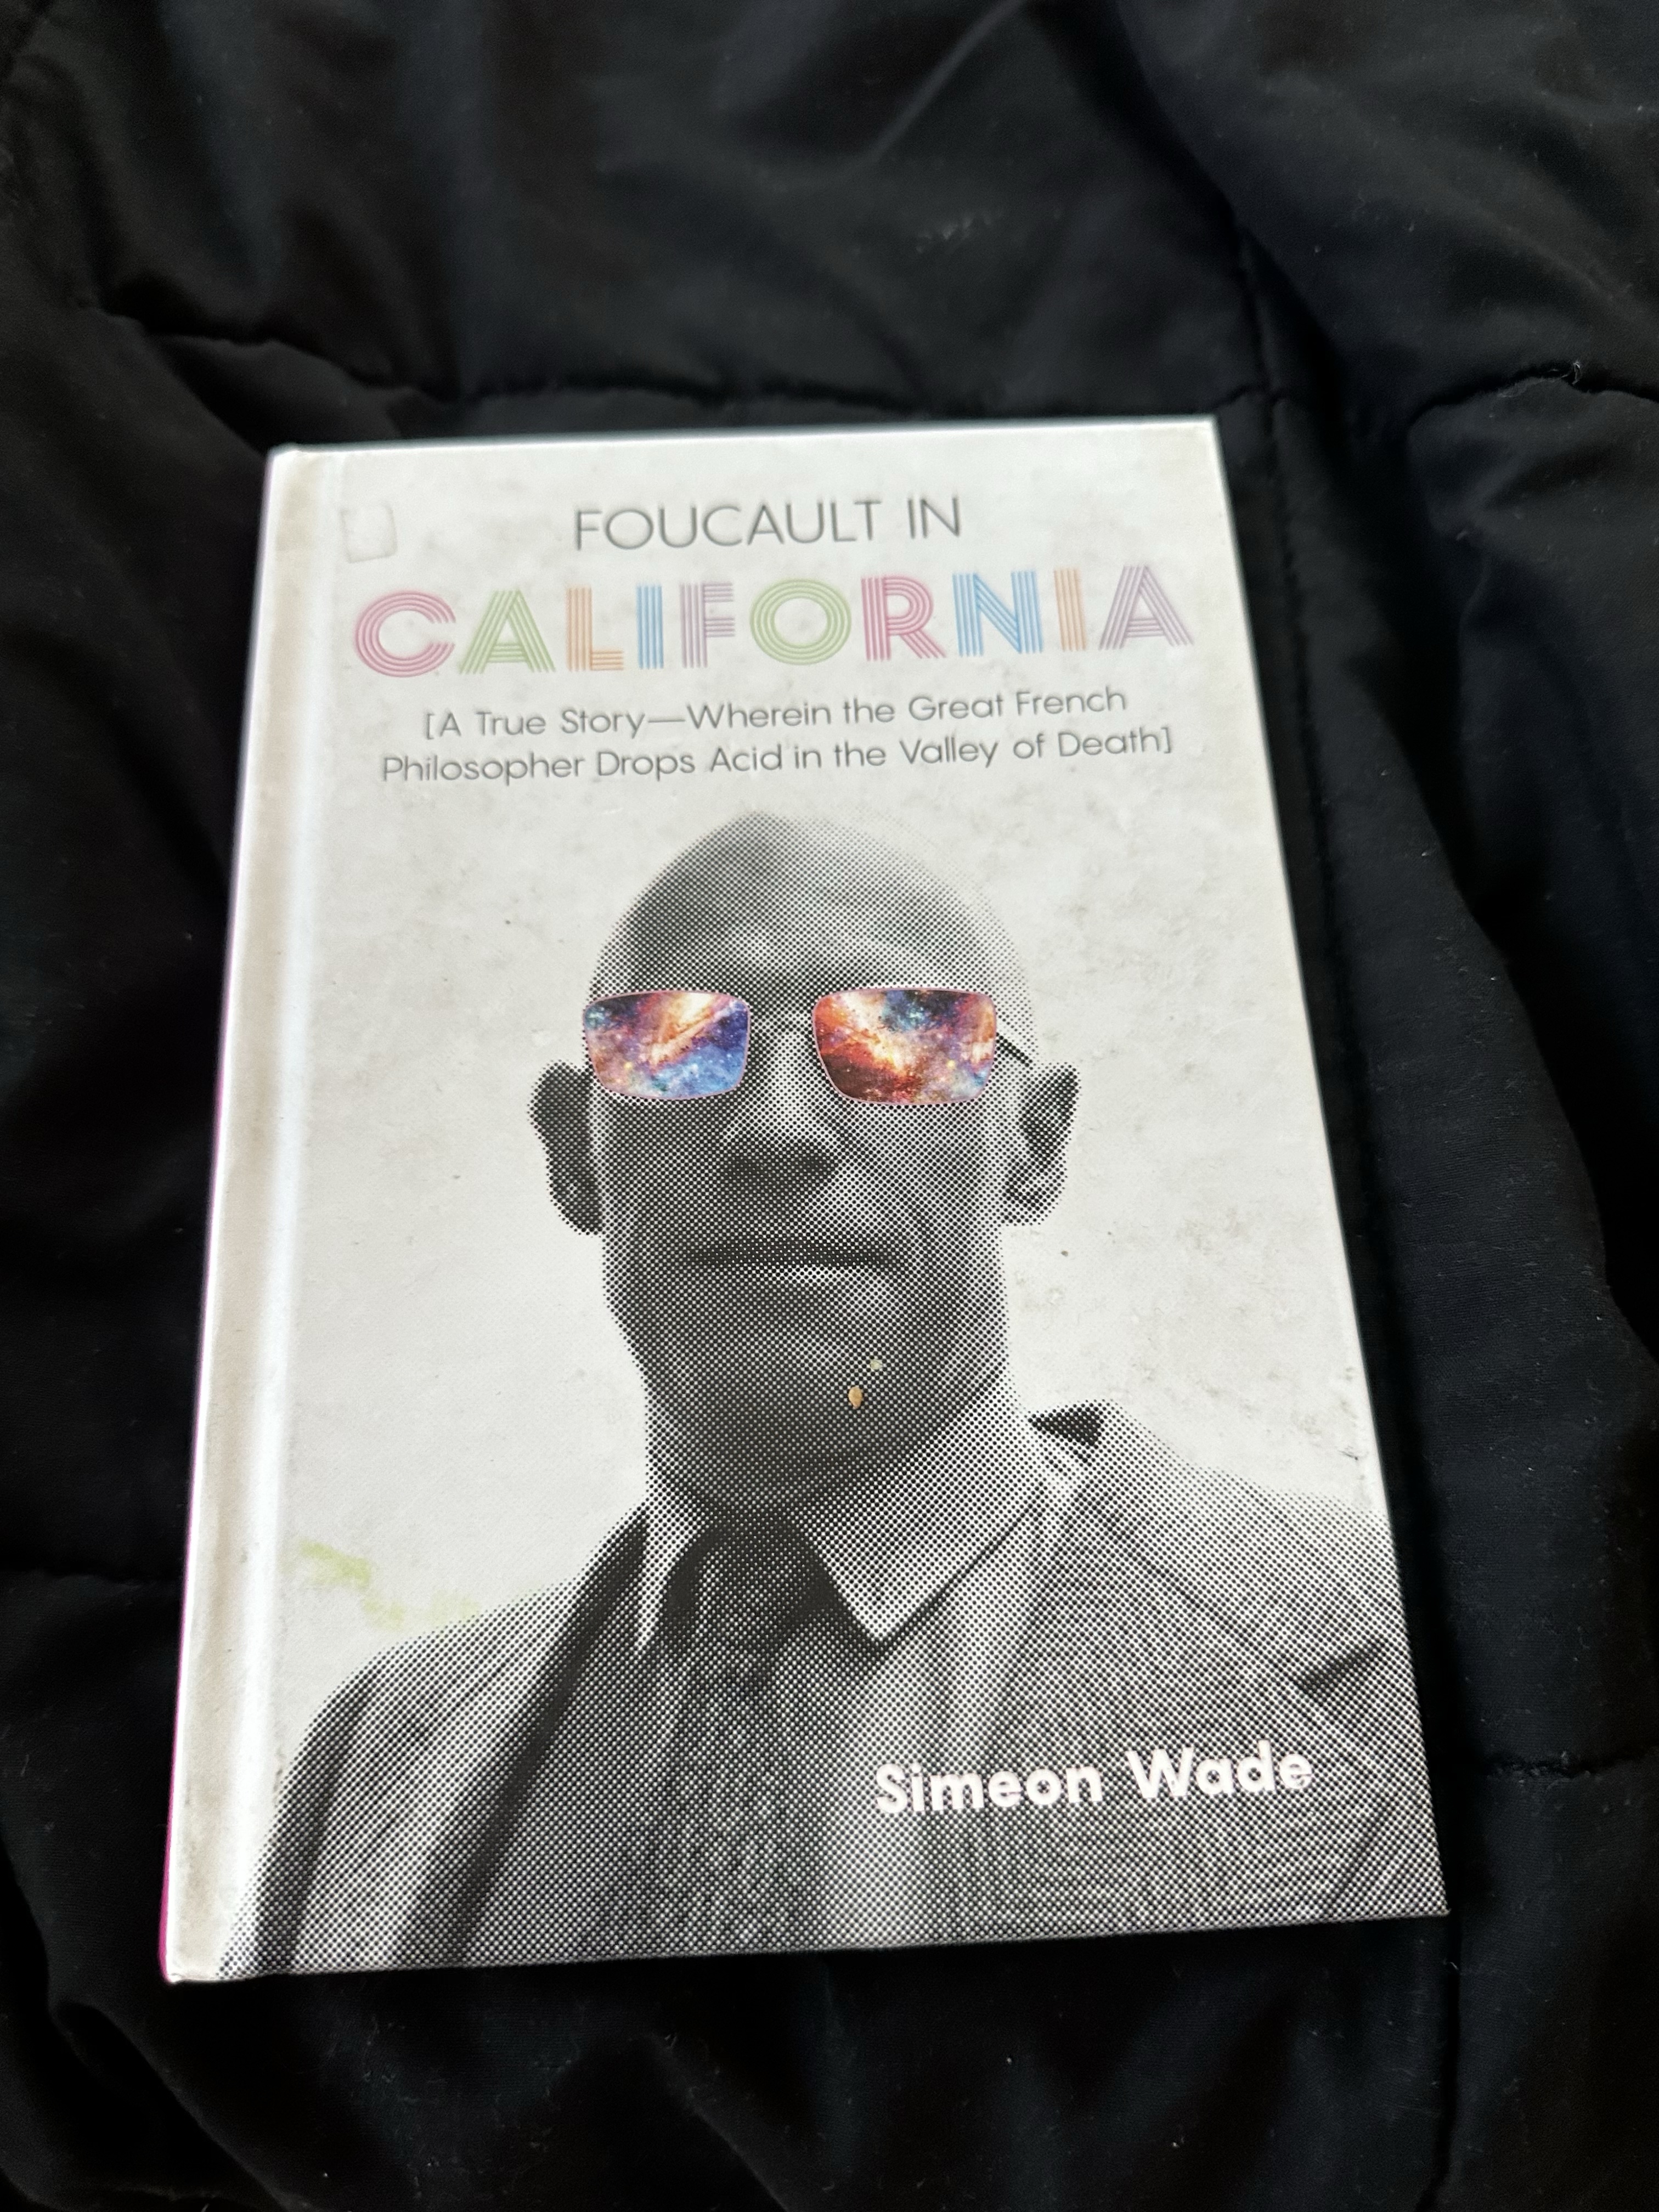 FOUCAULT IN
CALIFORNIA
[A True Story—Wherein the Great French
Philosopher Drops Acid in the Valley of Death]
Simeon Wade